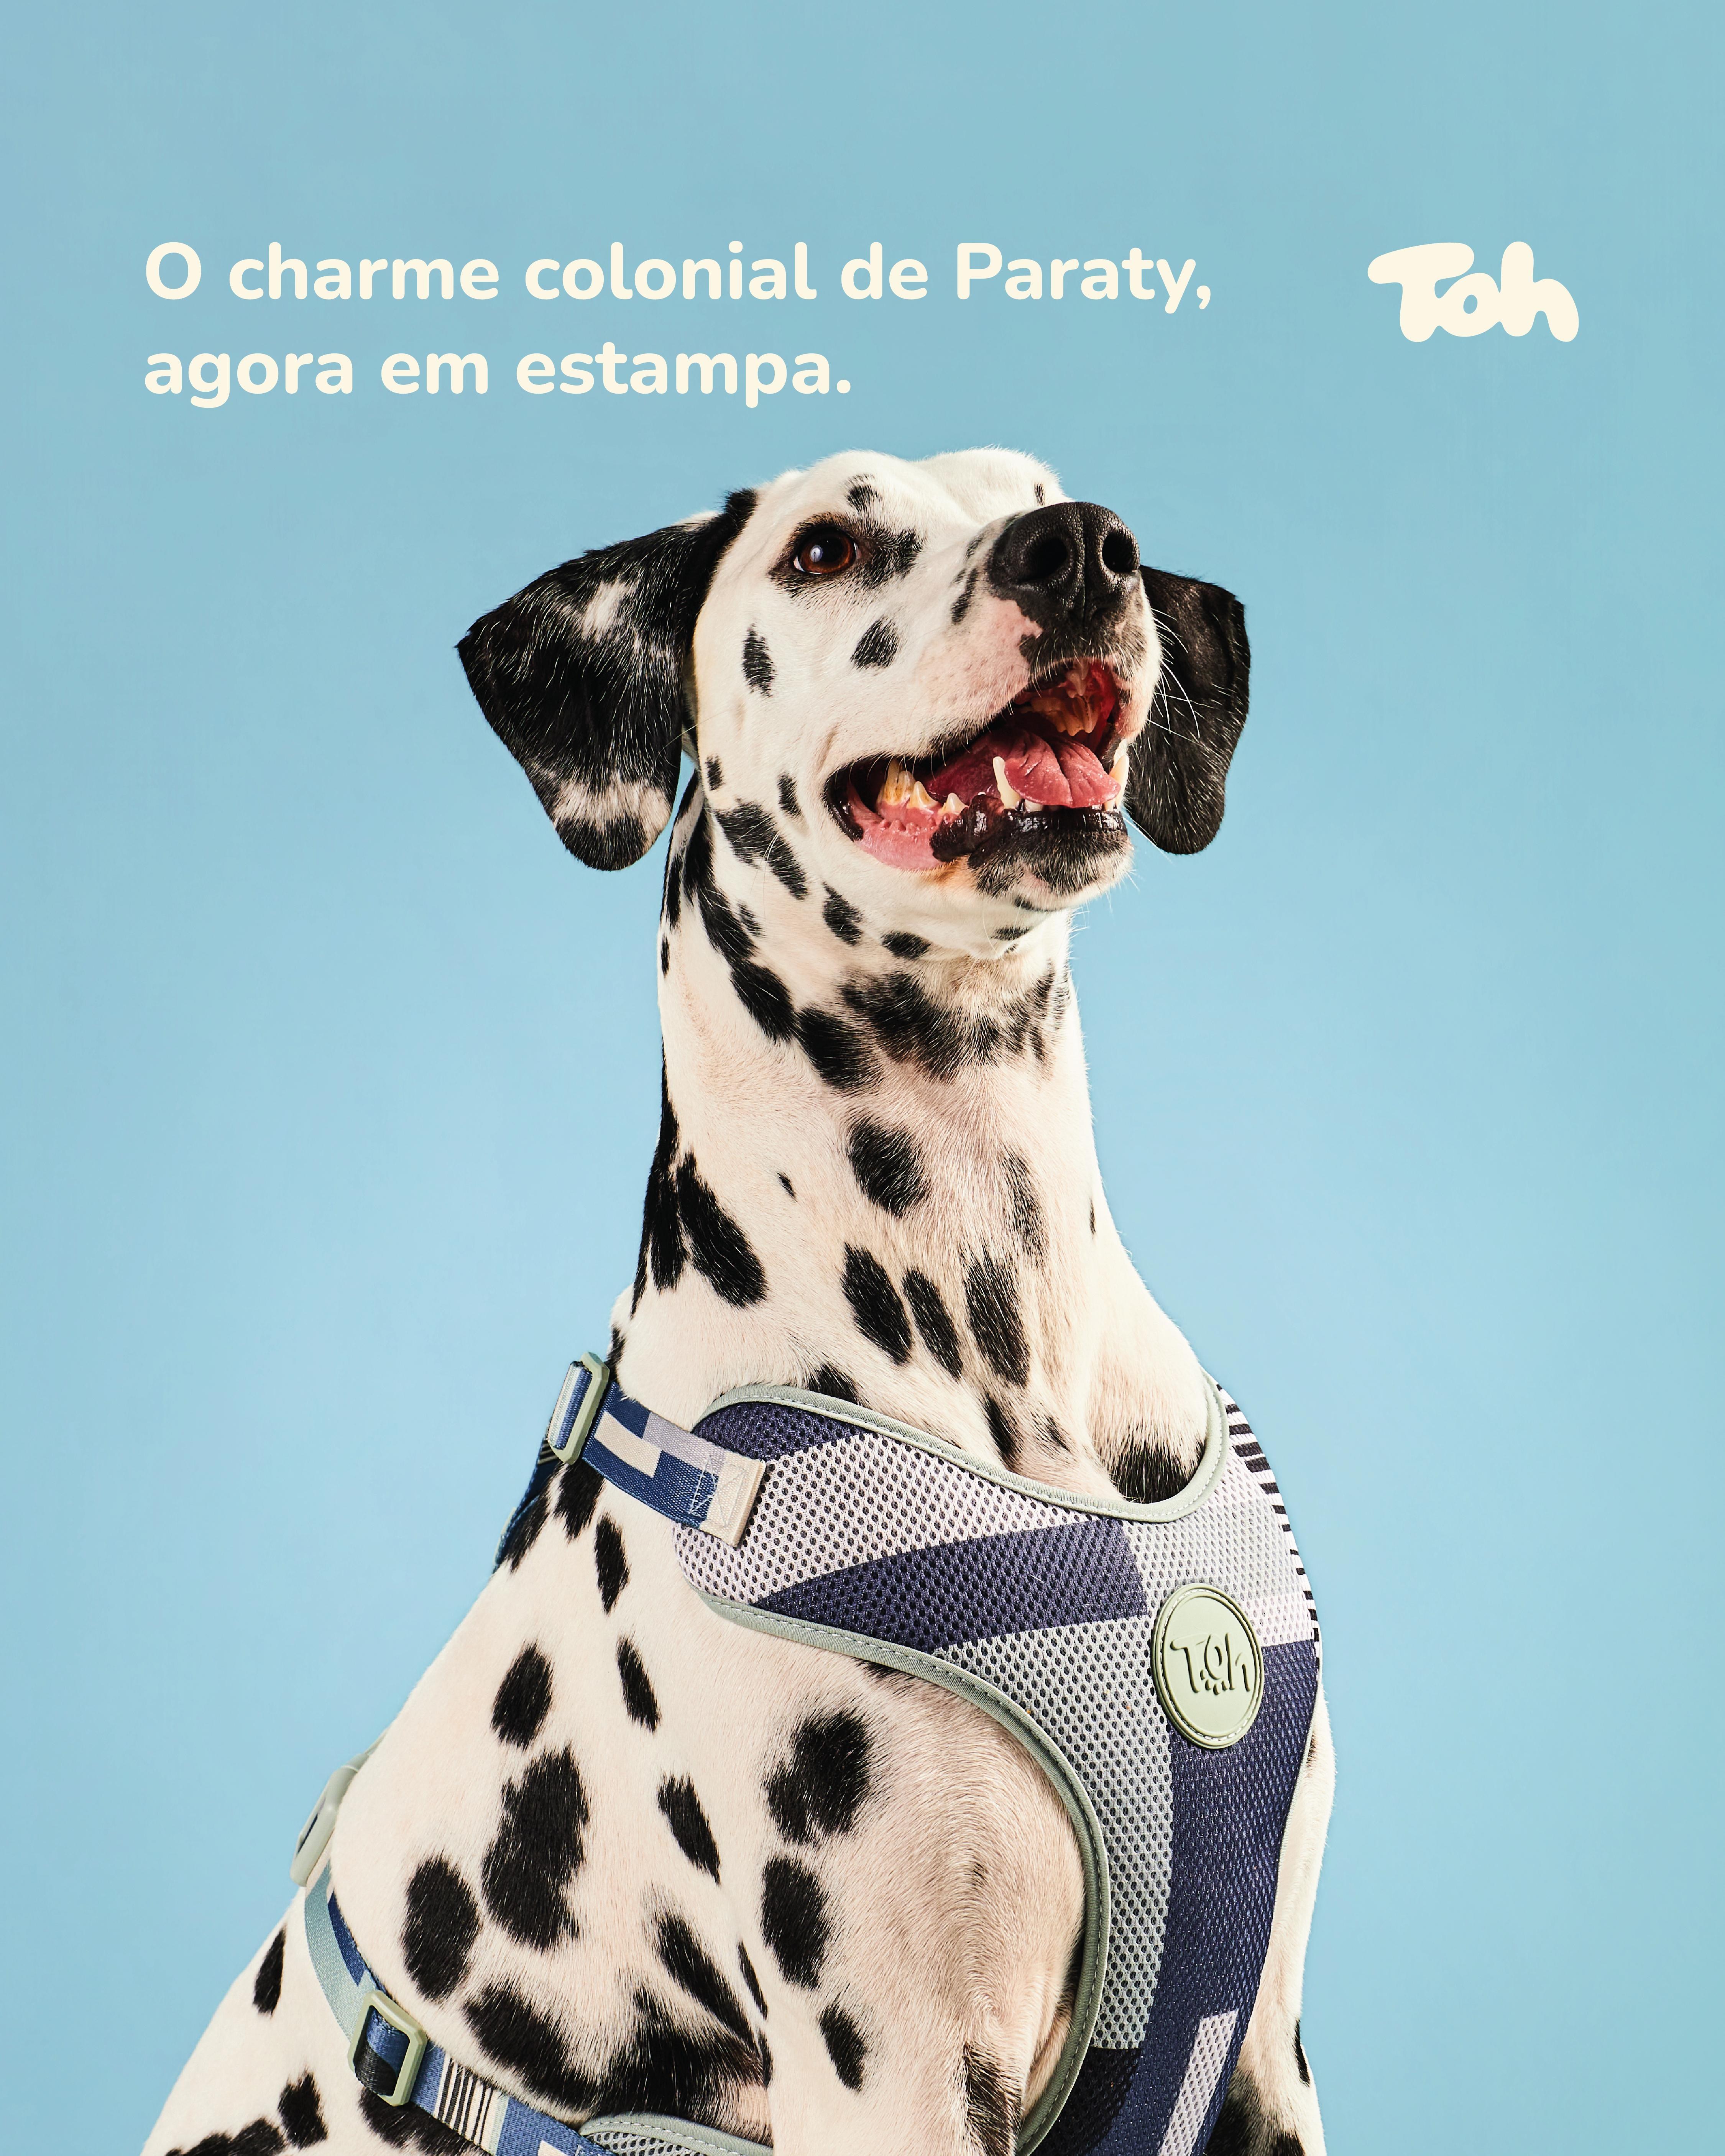 O charme colonial de Paraty,
agora em estampa.
Toh
Toh